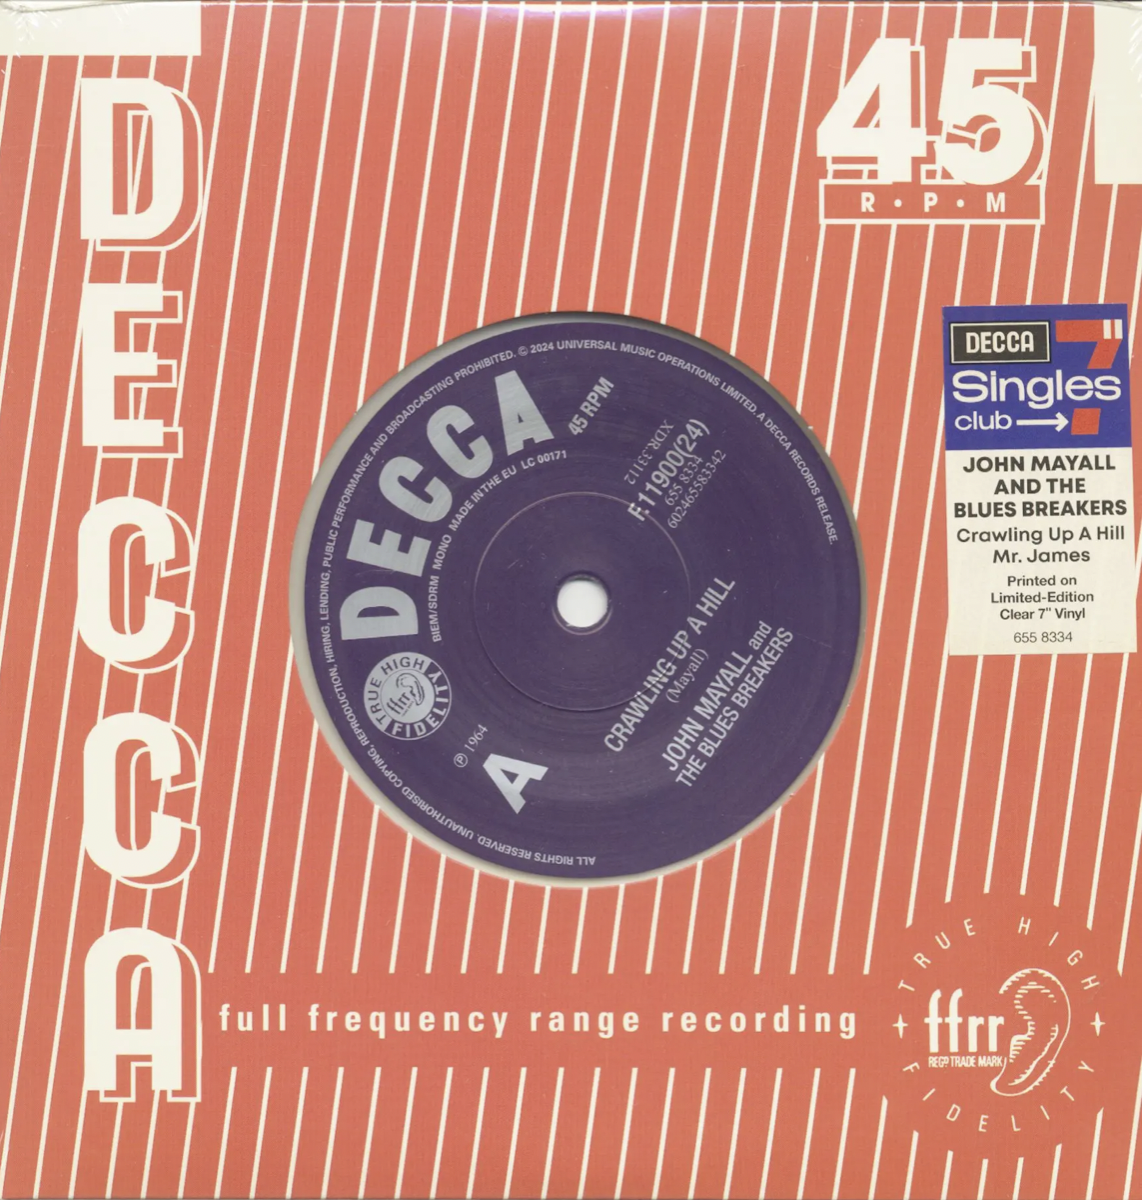 DECCA
45
R·P·M
DECCA
7"
Singles
club
JOHN MAYALL
AND THE
BLUES BREAKERS
Crawling Up A Hill
Mr. James
Printed on
Limited-Edition
Clear 7" Vinyl
655 8334
ALL RIGHTS RESERVED. UNAUTHORISED COPYING, REPRODUCTION, HIRING, LENDING, PUBLIC PERFORMANCE AND BROADCASTING PROHIBITED. © 2024 UNIVERSAL MUSIC OPERATIONS LIMITED. A DECCA RECORDS RELEASE.
DECCA
45 RPM
BIEM/SDRM MONO MADE IN THE EU LC 00171
XDR.33112
F.11900(24)
655 8334
602465583342
TRUE HIGH
ffrr
FIDELITY
℗ 1964
A
CRAWLING UP A HILL
(Mayall)
JOHN MAYALL and
THE BLUES BREAKERS
full frequency range recording
TRUE HIGH
ffrr
REGD TRADE MARK
FIDELITY